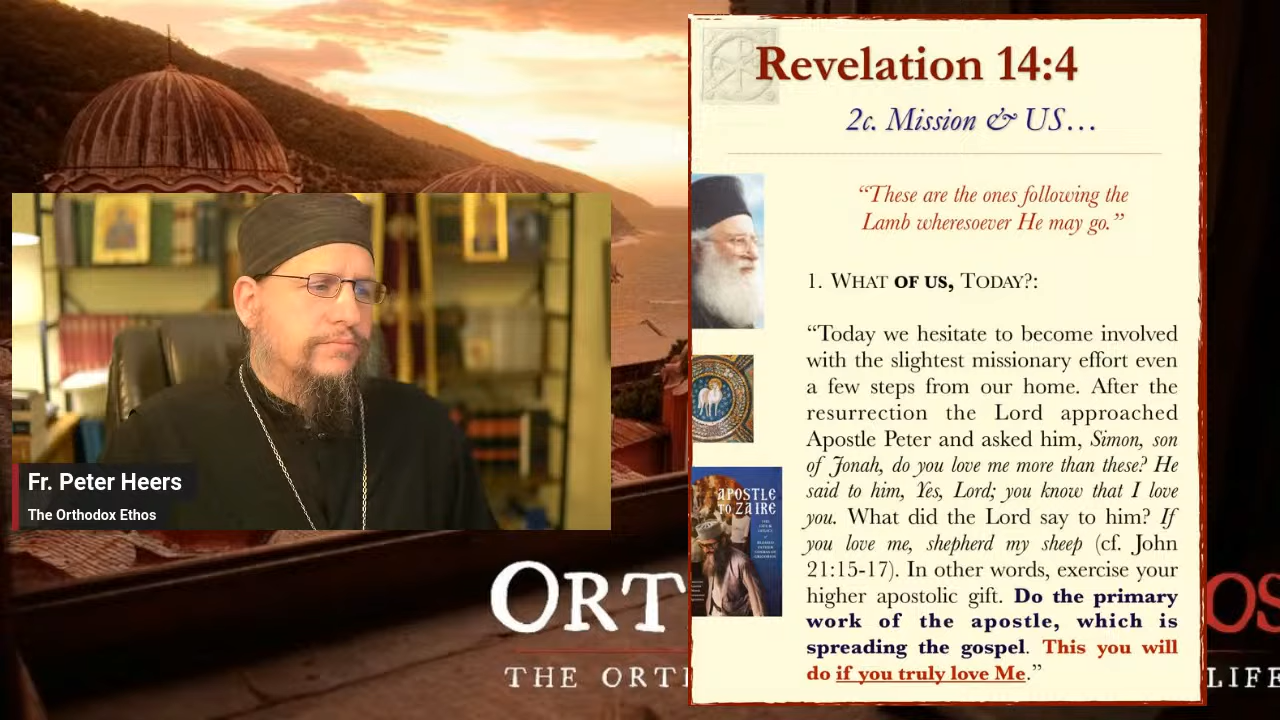 Revelation 14:4
2c. Mission & US…
“These are the ones following the
Lamb wheresoever He may go.”
1. WHAT OF US, TODAY?:
“Today we hesitate to become involved
with the slightest missionary effort even
a few steps from our home. After the
resurrection the Lord approached
Apostle Peter and asked him, Simon, son
of Jonah, do you love me more than these? He
said to him, Yes, Lord; you know that I love
you. What did the Lord say to him? If
you love me, shepherd my sheep (cf. John
21:15-17). In other words, exercise your
higher apostolic gift. Do the primary
work of the apostle, which is
spreading the gospel. This you will
do if you truly love Me.”
APOSTLE
TO ZAIRE
Fr. Peter Heers
The Orthodox Ethos
ORT OS
THE ORT LIFE